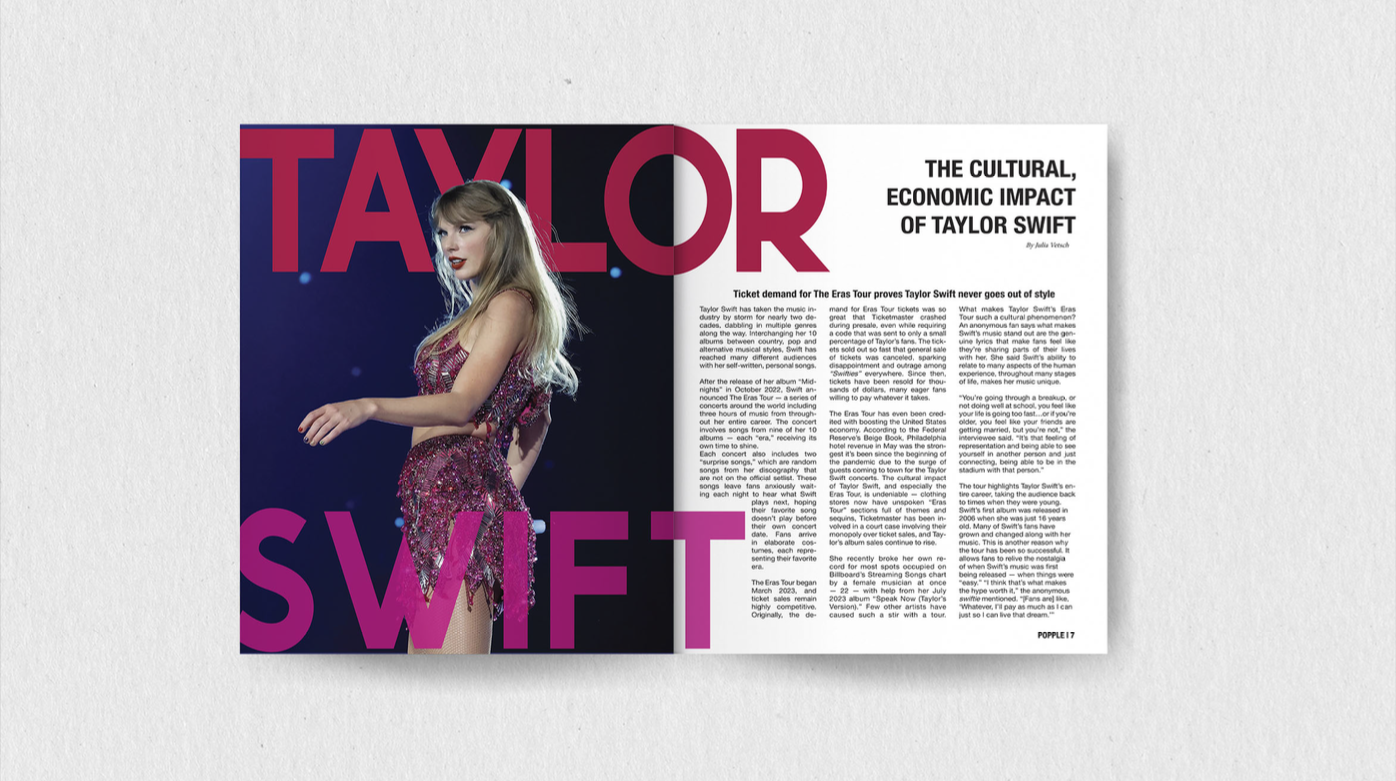 TAYLOR
SWIFT
THE CULTURAL,
ECONOMIC IMPACT
OF TAYLOR SWIFT
By Julia Vetsch
Ticket demand for The Eras Tour proves Taylor Swift never goes out of style
Taylor Swift has taken the music in-
dustry by storm for nearly two de-
cades, dabbling in multiple genres
along the way. Interchanging her 10
albums between country, pop and
alternative musical styles, Swift has
reached many different audiences
with her self-written, personal songs.
After the release of her album “Mid-
nights” in October 2022, Swift an-
nounced The Eras Tour — a series of
concerts around the world including
three hours of music from through-
out her entire career. The concert
involves songs from nine of her 10
albums — each “era,” receiving its
own time to shine.
Each concert also includes two
“surprise songs,” which are random
songs from her discography that
are not on the official setlist. These
songs leave fans anxiously wait-
ing each night to hear what Swift
plays next, hoping
their favorite song
doesn’t play before
their own concert
date. Fans arrive
in elaborate cos-
tumes, each repre-
senting their favorite
era.
The Eras Tour began
March 2023, and
ticket sales remain
highly competitive.
Originally, the de-
mand for Eras Tour tickets was so
great that Ticketmaster crashed
during presale, even while requiring
a code that was sent to only a small
percentage of Taylor’s fans. The tick-
ets sold out so fast that general sale
of tickets was canceled, sparking
disappointment and outrage among
“Swifties” everywhere. Since then,
tickets have been resold for thou-
sands of dollars, many eager fans
willing to pay whatever it takes.
The Eras Tour has even been cred-
ited with boosting the United States
economy. According to the Federal
Reserve’s Beige Book, Philadelphia
hotel revenue in May was the stron-
gest it’s been since the beginning of
the pandemic due to the surge of
guests coming to town for the Taylor
Swift concerts. The cultural impact
of Taylor Swift, and especially the
Eras Tour, is undeniable — clothing
stores now have unspoken “Eras
Tour” sections full of themes and
sequins, Ticketmaster has been in-
volved in a court case involving their
monopoly over ticket sales, and Tay-
lor’s album sales continue to rise.
She recently broke her own re-
cord for most spots occupied on
Billboard’s Streaming Songs chart
by a female musician at once
— 22 — with help from her July
2023 album “Speak Now (Taylor’s
Version).” Few other artists have
caused such a stir with a tour.
What makes Taylor Swift’s Eras
Tour such a cultural phenomenon?
An anonymous fan says what makes
Swift’s music stand out are the gen-
uine lyrics that make fans feel like
they’re sharing parts of their lives
with her. She said Swift’s ability to
relate to many aspects of the human
experience, throughout many stages
of life, makes her music unique.
“You’re going through a breakup, or
not doing well at school, you feel like
your life is going too fast...or if you’re
older, you feel like your friends are
getting married, but you’re not,” the
interviewee said. “It’s that feeling of
representation and being able to see
yourself in another person and just
connecting, being able to be in the
stadium with that person.”
The tour highlights Taylor Swift’s en-
tire career, taking the audience back
to times when they were young.
Swift’s first album was released in
2006 when she was just 16 years
old. Many of Swift’s fans have
grown and changed along with her
music. This is another reason why
the tour has been so successful. It
allows fans to relive the nostalgia
of when Swift’s music was first
being released — when things were
“easy.” “I think that’s what makes
the hype worth it,” the anonymous
swiftie mentioned. “[Fans are] like,
‘Whatever, I’ll pay as much as I can
just so I can live that dream.’”
POPPLE | 7